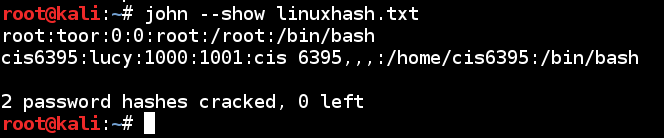 root@kali:~# john --show linuxhash.txt
root:toor:0:0:root:/root:/bin/bash
cis6395:lucy:1000:1001:cis 6395,,,:/home/cis6395:/bin/bash
2 password hashes cracked, 0 left
root@kali:~#